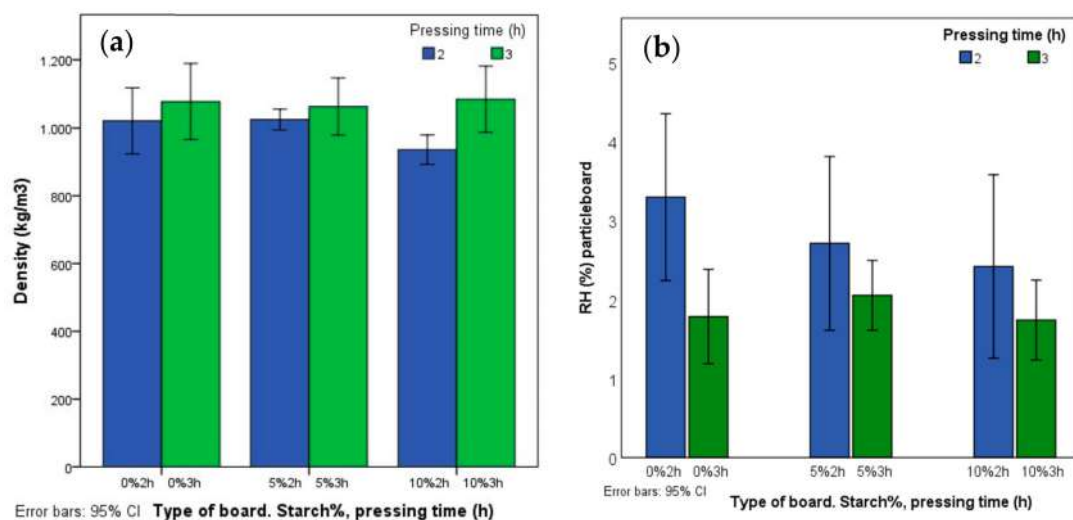 (a)
Pressing time (h)
2 3
1.200
1.000
800
600
400
200
0
Density (kg/m3)
0%2h 0%3h 5%2h 5%3h 10%2h 10%3h
Error bars: 95% CI Type of board. Starch%, pressing time (h)
(b)
Pressing time (h)
2 3
5
4
3
2
1
0
RH (%) particleboard
0%2h 0%3h 5%2h 5%3h 10%2h 10%3h
Error bars: 95% CI
Type of board. Starch%, pressing time (h)